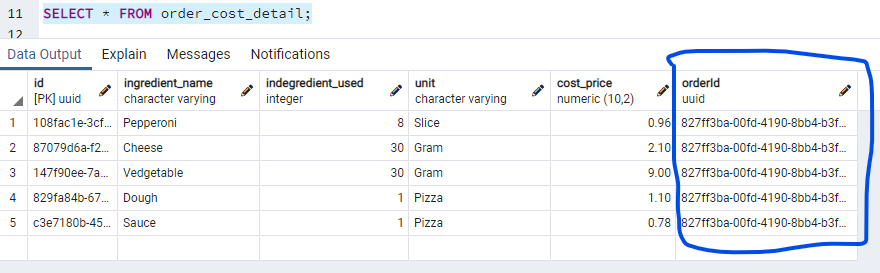 11 SELECT * FROM order_cost_detail;
12
Data Output Explain Messages Notifications
id ingredient_name indegredient_used unit cost_price orderId
[PK] uuid character varying integer character varying numeric (10,2) uuid
1 108fac1e-3cf... Pepperoni 8 Slice 0.96 827ff3ba-00fd-4190-8bb4-b3f...
2 87079d6a-f2... Cheese 30 Gram 2.10 827ff3ba-00fd-4190-8bb4-b3f...
3 147f90ee-7a... Vedgetable 30 Gram 9.00 827ff3ba-00fd-4190-8bb4-b3f...
4 829fa84b-67... Dough 1 Pizza 1.10 827ff3ba-00fd-4190-8bb4-b3f...
5 c3e7180b-45... Sauce 1 Pizza 0.78 827ff3ba-00fd-4190-8bb4-b3f...